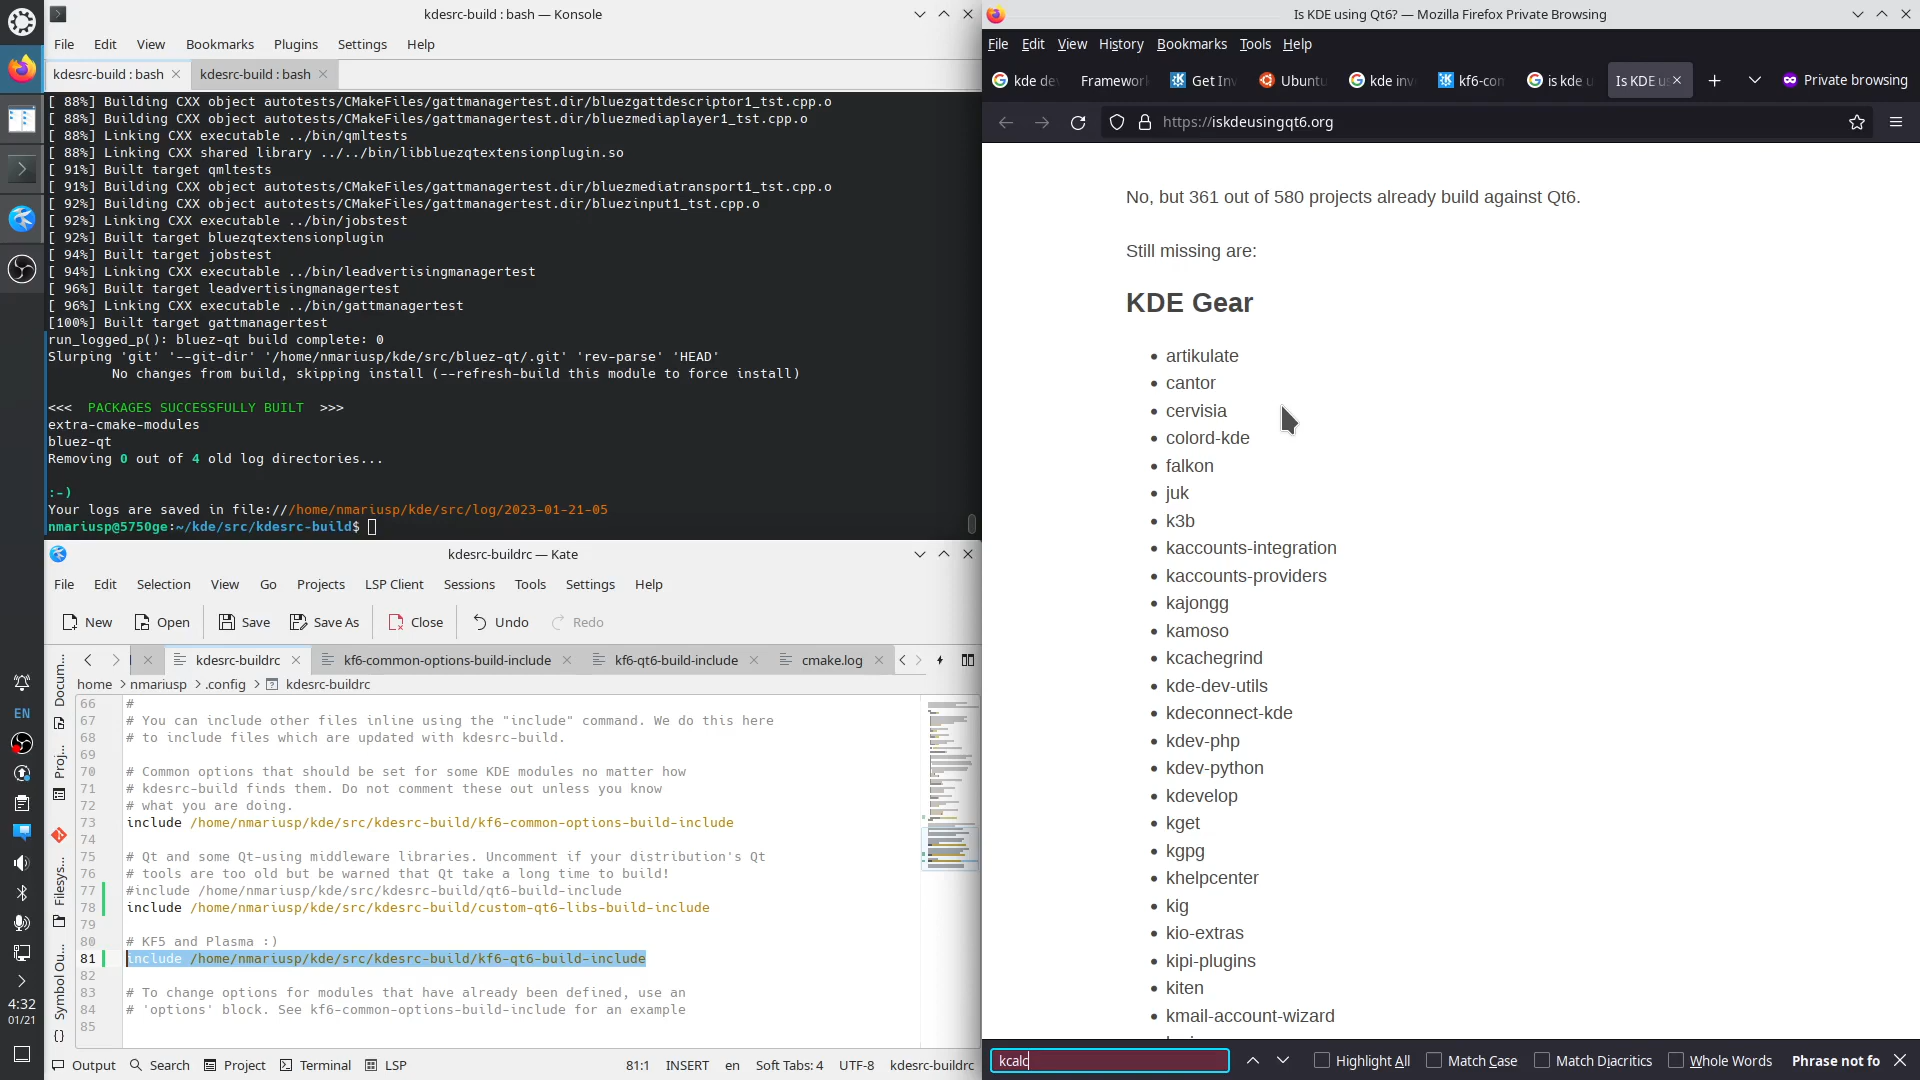 kdesrc-build : bash — Konsole
File Edit View Bookmarks Plugins Settings Help
kdesrc-build : bash kdesrc-build : bash
[ 88%] Building CXX object autotests/CMakeFiles/gattmanagertest.dir/bluezgattdescriptor1_tst.cpp.o
[ 88%] Building CXX object autotests/CMakeFiles/gattmanagertest.dir/bluezmediaplayer1_tst.cpp.o
[ 88%] Linking CXX executable ../bin/qmltests
[ 88%] Linking CXX shared library ../../bin/libbluezqtextensionplugin.so
[ 91%] Built target qmltests
[ 91%] Building CXX object autotests/CMakeFiles/gattmanagertest.dir/bluezmediatransport1_tst.cpp.o
[ 92%] Building CXX object autotests/CMakeFiles/gattmanagertest.dir/bluezinput1_tst.cpp.o
[ 92%] Linking CXX executable ../bin/jobstest
[ 92%] Built target bluezqtextensionplugin
[ 94%] Built target jobstest
[ 94%] Linking CXX executable ../bin/leadvertisingmanagertest
[ 96%] Built target leadvertisingmanagertest
[ 96%] Linking CXX executable ../bin/gattmanagertest
[100%] Built target gattmanagertest
run_logged_p(): bluez-qt build complete: 0
Slurping 'git' '--git-dir' '/home/nmariusp/kde/src/bluez-qt/.git' 'rev-parse' 'HEAD'
No changes from build, skipping install (--refresh-build this module to force install)
<<< PACKAGES SUCCESSFULLY BUILT >>>
extra-cmake-modules
bluez-qt
Removing 0 out of 4 old log directories...
:-)
Your logs are saved in file:///home/nmariusp/kde/src/log/2023-01-21-05
nmariusp@5750ge:~/kde/src/kdesrc-build$
kdesrc-buildrc — Kate
File Edit Selection View Go Projects LSP Client Sessions Tools Settings Help
New Open Save Save As Close Undo Redo
kdesrc-buildrc kf6-common-options-build-include kf6-qt6-build-include cmake.log
home > nmariusp > .config > kdesrc-buildrc
Docum...
Proj...
Filesys...
Symbol Ou...
66 #
67 # You can include other files inline using the "include" command. We do this here
68 # to include files which are updated with kdesrc-build.
69
70 # Common options that should be set for some KDE modules no matter how
71 # kdesrc-build finds them. Do not comment these out unless you know
72 # what you are doing.
73 include /home/nmariusp/kde/src/kdesrc-build/kf6-common-options-build-include
74
75 # Qt and some Qt-using middleware libraries. Uncomment if your distribution's Qt
76 # tools are too old but be warned that Qt take a long time to build!
77 #include /home/nmariusp/kde/src/kdesrc-build/qt6-build-include
78 include /home/nmariusp/kde/src/kdesrc-build/custom-qt6-libs-build-include
79
80 # KF5 and Plasma :)
81 include /home/nmariusp/kde/src/kdesrc-build/kf6-qt6-build-include
82
83 # To change options for modules that have already been defined, use an
84 # 'options' block. See kf6-common-options-build-include for an example
85
Output Search Project Terminal LSP 81:1 INSERT en Soft Tabs: 4 UTF-8 kdesrc-buildrc
EN
4:32
01/21
Is KDE using Qt6? — Mozilla Firefox Private Browsing
File Edit View History Bookmarks Tools Help
kde de Framewor Get Inv Ubuntu kde inv kf6-con is kde u Is KDE u Private browsing
https://iskdeusingqt6.org
No, but 361 out of 580 projects already build against Qt6.
Still missing are:
KDE Gear
• artikulate
• cantor
• cervisia
• colord-kde
• falkon
• juk
• k3b
• kaccounts-integration
• kaccounts-providers
• kajongg
• kamoso
• kcachegrind
• kde-dev-utils
• kdeconnect-kde
• kdev-php
• kdev-python
• kdevelop
• kget
• kgpg
• khelpcenter
• kig
• kio-extras
• kipi-plugins
• kiten
• kmail-account-wizard
kcalc Highlight All Match Case Match Diacritics Whole Words Phrase not fo